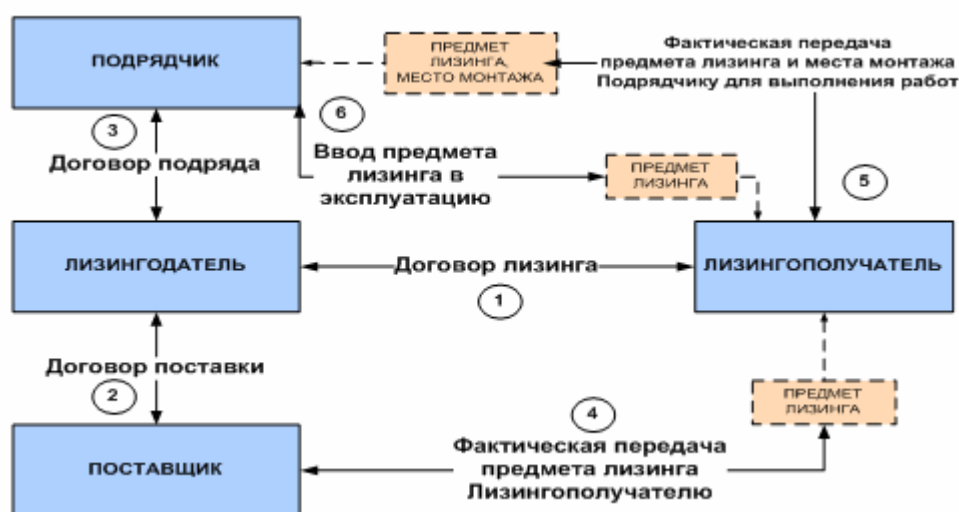 ПОДРЯДЧИК
ПРЕДМЕТ
ЛИЗИНГА,
МЕСТО МОНТАЖА
Фактическая передача
предмета лизинга и места монтажа
Подрядчику для выполнения работ
3
Договор подряда
6
Ввод предмета
лизинга в
эксплуатацию
ПРЕДМЕТ
ЛИЗИНГА
5
ЛИЗИНГОДАТЕЛЬ
Договор лизинга
1
ЛИЗИНГОПОЛУЧАТЕЛЬ
Договор поставки
2
ПРЕДМЕТ
ЛИЗИНГА
4
Фактическая передача
предмета лизинга
Лизингополучателю
ПОСТАВЩИК